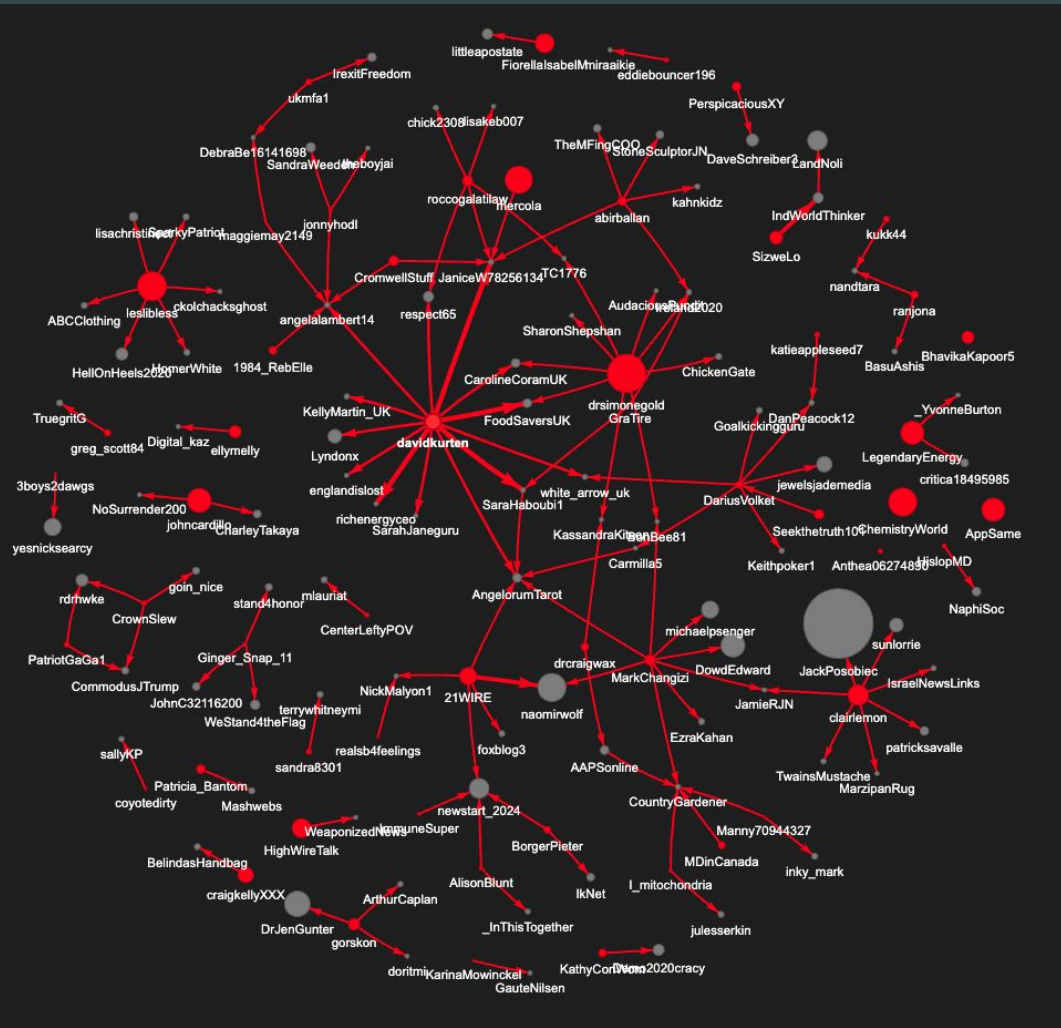 littleapostate
FiorellaIsabelM
miraaikie
eddiebouncer196
IrexitFreedom
ukmfa1
PerspicaciousXY
chick2308
lisakeb007
DebraBe16141698
SandraWeeden
theboyjai
TheMFingCOO
StoneSculptorJN
DaveSchreiber3
LandNoli
roccogalatilaw
mercola
kahnkidz
abirballan
IndWorldThinker
lisachristinect
SparkyPatriot
maggiemay2149
jonnyhodl
kukk44
SizweLo
CromwellStuff
JaniceW78256134
TC1776
nandtara
ckolchacksghost
leslibless
ABCClothing
angelalambert14
respect65
ranjona
SharonShepshan
katieappleseed7
BhavikaKapoor5
BasuAshis
HellOnHeels2020
HomerWhite
1984_RebElle
CarolineCoramUK
ChickenGate
drsimonegold
KellyMartin_UK
FoodSaversUK
GraTire
Goalkickingguru
DanPeacock12
_YvonneBurton
TruegritG
greg_scott84
Digital_kaz
ellymelly
davidkurten
Lyndonx
LegendaryEnergy
critica18495985
3boys2dawgs
englandislost
white_arrow_uk
jewelsjademedia
NoSurrender200
johncardillo
CharleyTakaya
richenergyceo
SarahJaneguru
SaraHaboubi1
DariusVolket
KassandraKitson
BonBee81
Seekthetruth101
ChemistryWorld
AppSame
yesnicksearcy
Carmilla5
Keithpoker1
Anthea06274890
HislopMD
rdrhwke
goin_nice
stand4honor
mlauriat
AngelorumTarot
NaphiSoc
CrownSlew
CenterLeftyPOV
michaelpsenger
PatriotGaGa1
Ginger_Snap_11
drcraigwax
DowdEdward
JackPosobiec
sunlorrie
CommodusJTrump
JohnC32116200
WeStand4theFlag
NickMalyon1
21WIRE
naomirwolf
MarkChangizi
JamieRJN
IsraelNewsLinks
clairlemon
terrywhitneymi
realsb4feelings
foxblog3
EzraKahan
patricksavalle
sallyKP
sandra8301
AAPSonline
TwainsMustache
MarzipanRug
Patricia_Bantom
coyotedirty
Mashwebs
newstart_2024
CountryGardener
WeaponizedNews
ImmuneSuper
HighWireTalk
BorgerPieter
Manny70944327
BelindasHandbag
MDinCanada
inky_mark
craigkellyXXX
ArthurCaplan
AlisonBlunt
IkNet
I_mitochondria
DrJenGunter
gorskon
_InThisTogether
julesserkin
doritmi
KarinaMowinckel
GauteNilsen